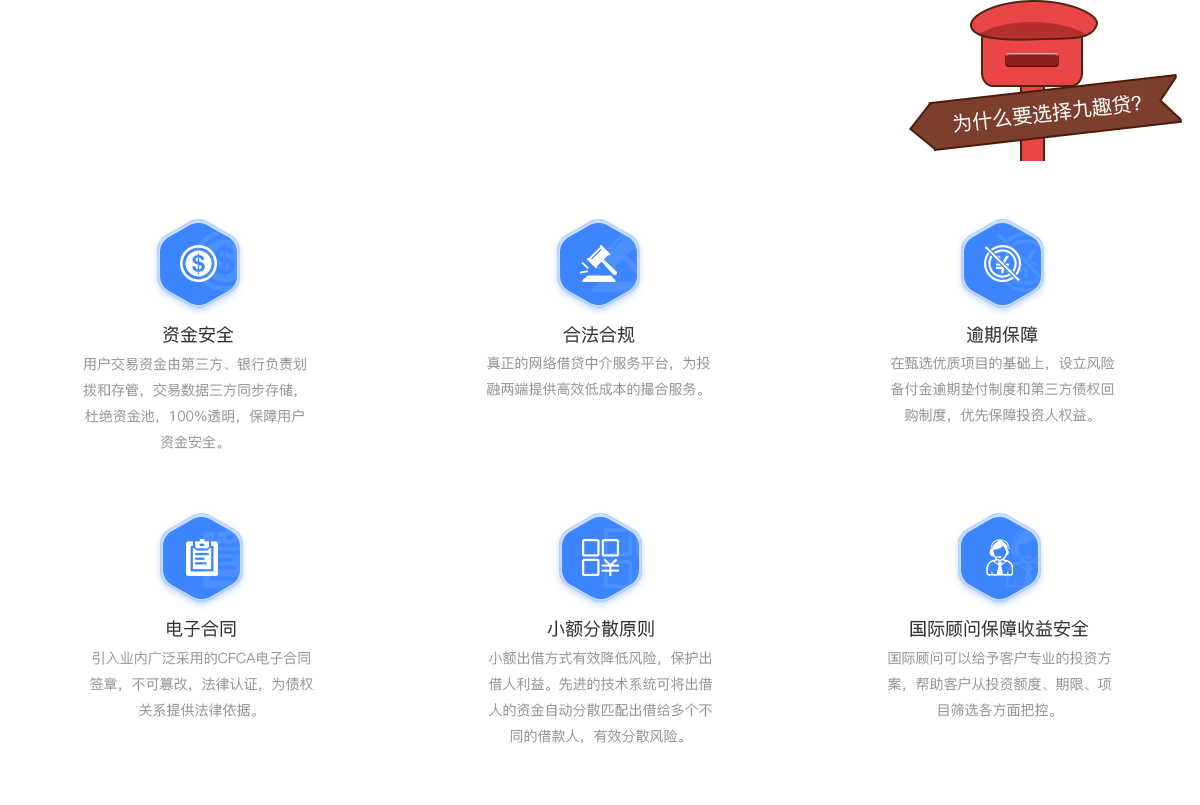 为什么要选择九趣贷？
资金安全
用户交易资金由第三方、银行负责划
拨和存管，交易数据三方同步存储，
杜绝资金池，100%透明，保障用户
资金安全。
合法合规
真正的网络借贷中介服务平台，为投
融两端提供高效低成本的撮合服务。
逾期保障
在甄选优质项目的基础上，设立风险
备付金逾期垫付制度和第三方债权回
购制度，优先保障投资人权益。
电子合同
引入业内广泛采用的CFCA电子合同
签章，不可篡改，法律认证，为债权
关系提供法律依据。
小额分散原则
小额出借方式有效降低风险，保护出
借人利益。先进的技术系统可将出借
人的资金自动分散匹配出借给多个不
同的借款人，有效分散风险。
国际顾问保障收益安全
国际顾问可以给予客户专业的投资方
案，帮助客户从投资额度、期限、项
目筛选各方面把控。